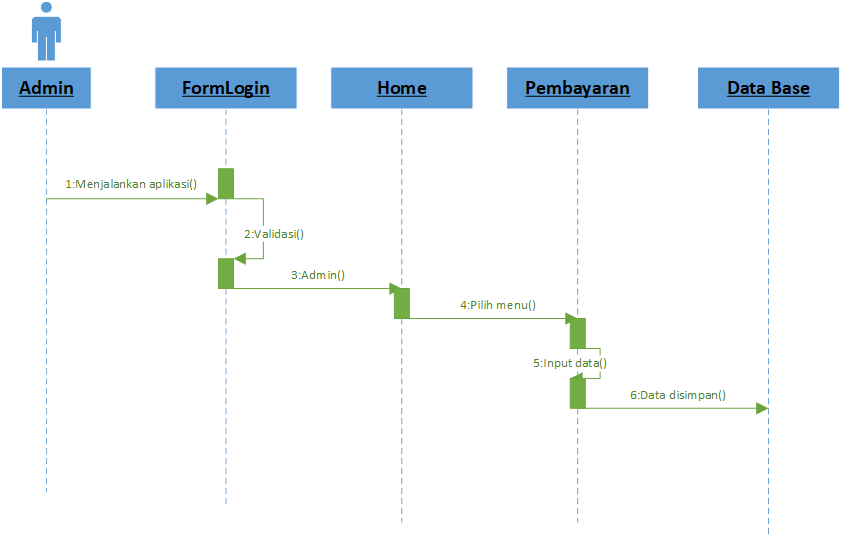 Admin
FormLogin
Home
Pembayaran
Data Base
1:Menjalankan aplikasi()
2:Validasi()
3:Admin()
4:Pilih menu()
5:Input data()
6:Data disimpan()